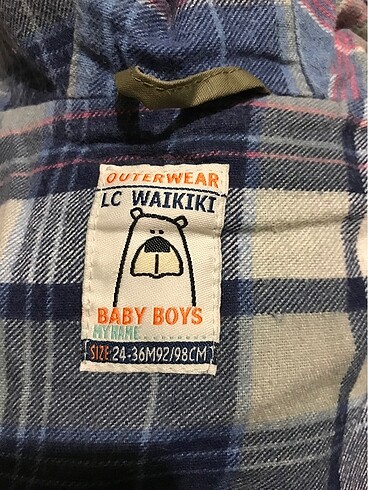 OUTERWEAR
LC WAIKIKI
BABY BOYS
MYNAME
SIZE:24-36M92/98CM